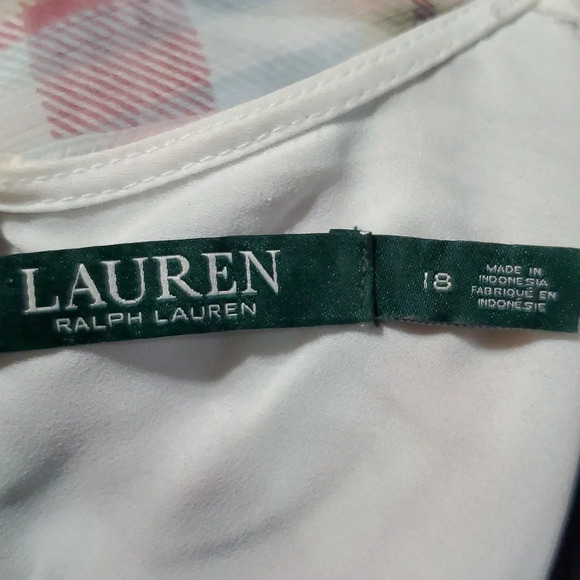 LAUREN
RALPH LAUREN
18
MADE IN
INDONESIA
FABRIQUÉ EN
INDONÉSIE